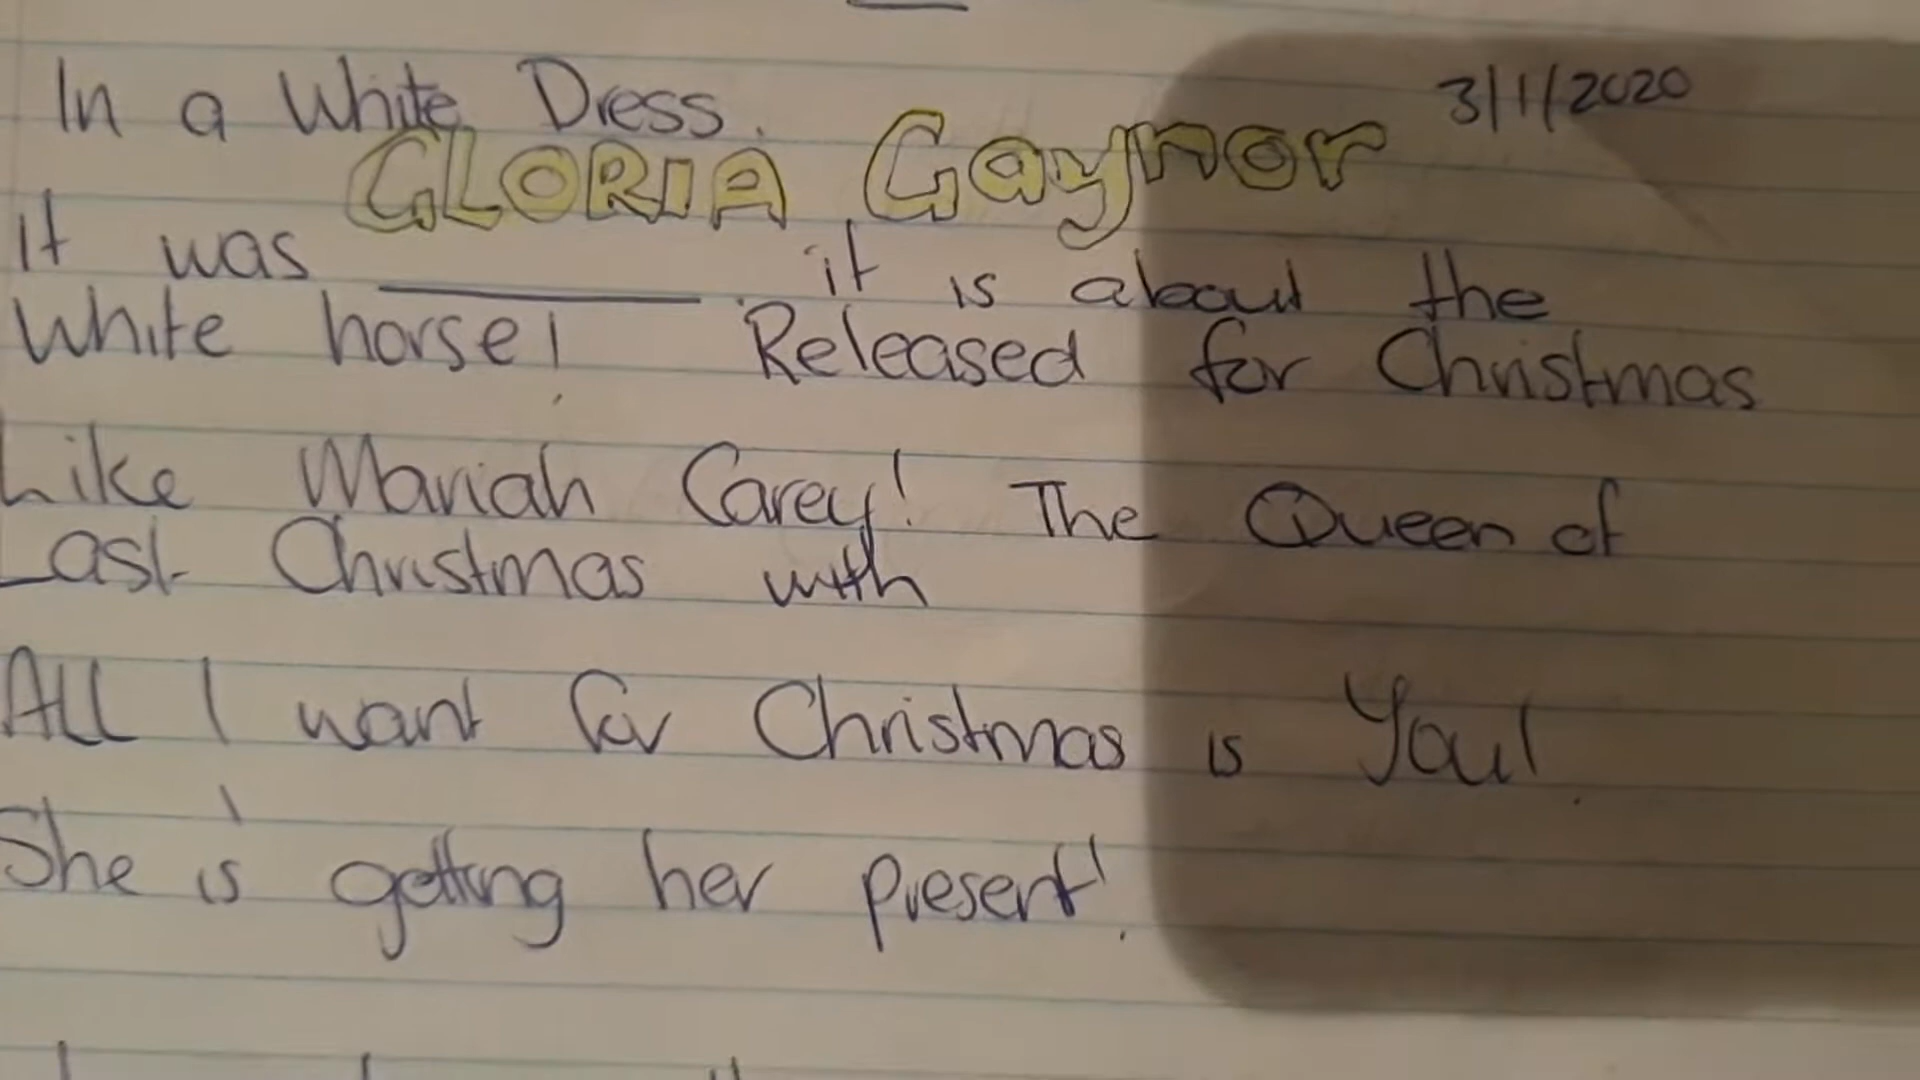 In a White Dress. 3/1/2020
GLORIA Gaynor
it was ________ it is about the
White horse! Released for Christmas
Like Mariah Carey! The Queen of
Last Christmas with
All I want for Christmas is You!
She is getting her present!